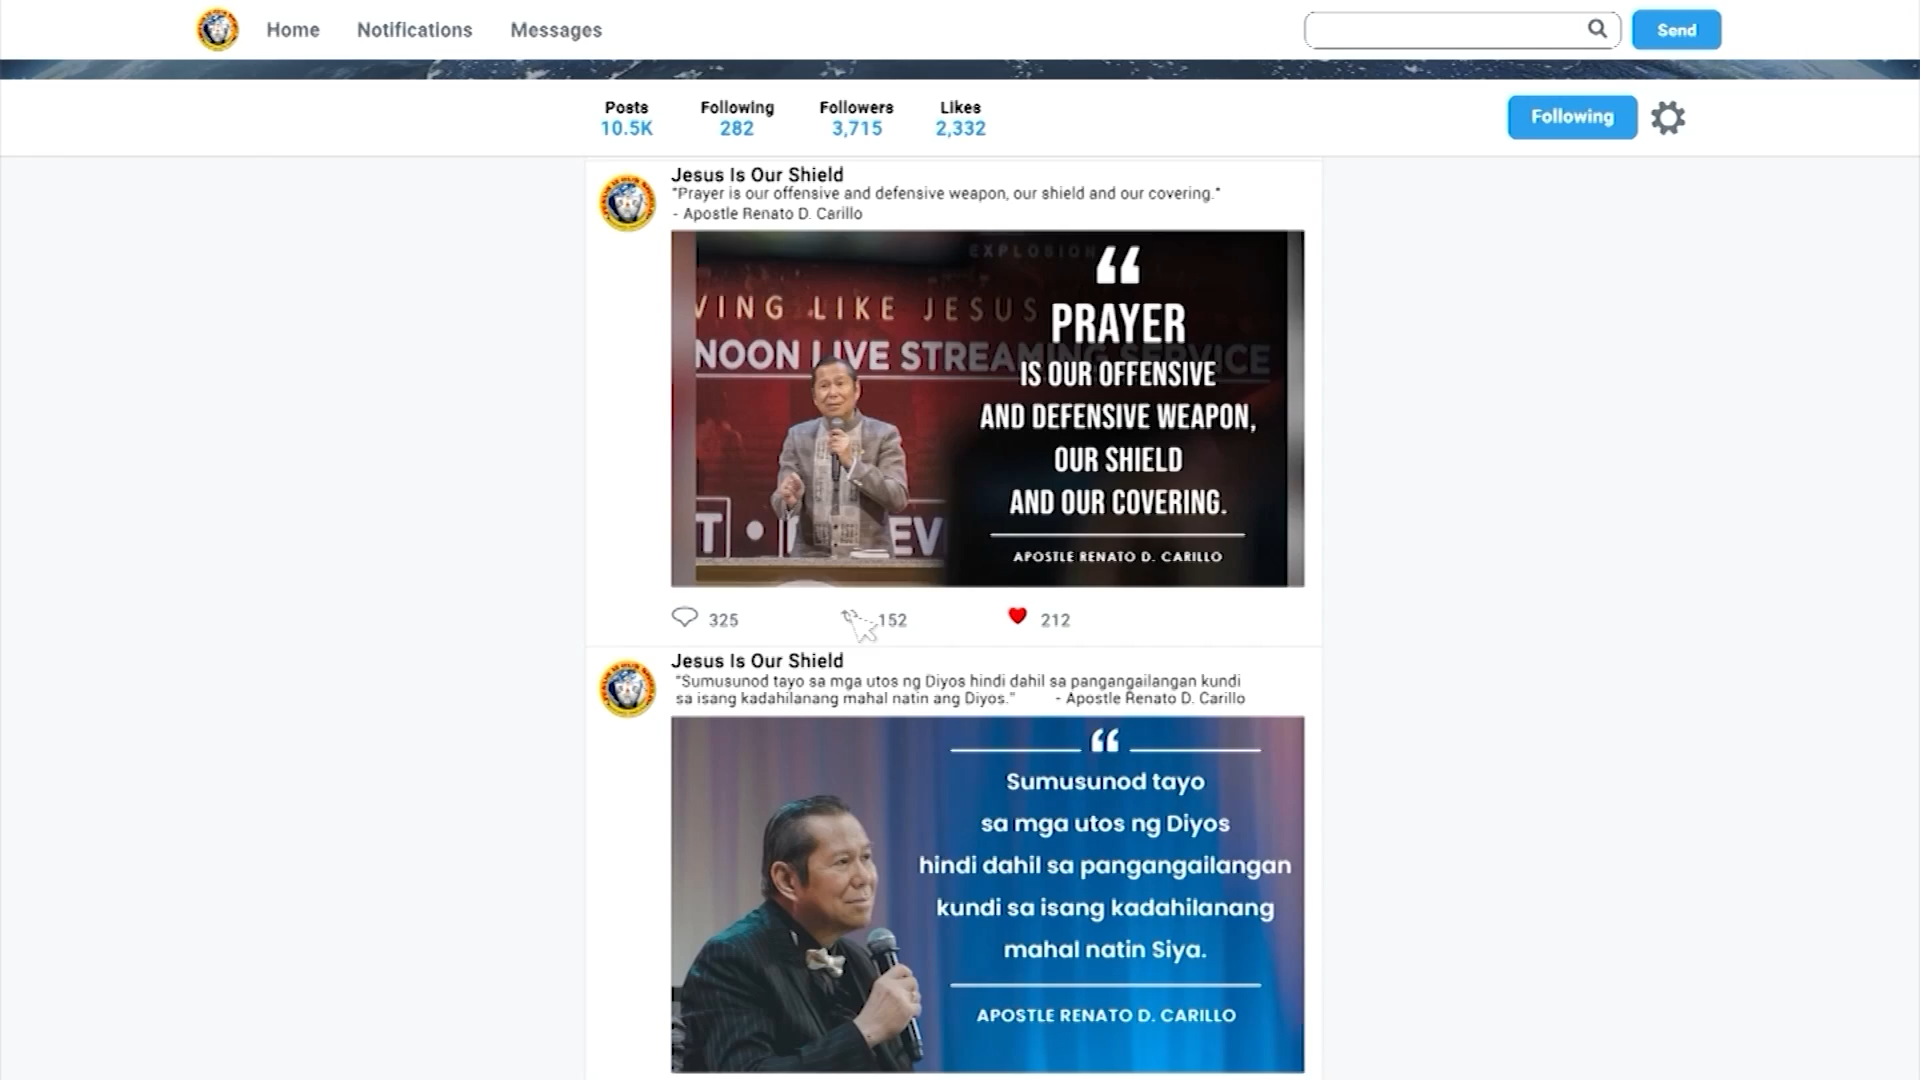 Home Notifications Messages
Send
Posts Following Followers Likes
10.5K 282 3,715 2,332
Following
Jesus Is Our Shield
"Prayer is our offensive and defensive weapon, our shield and our covering."
- Apostle Renato D. Carillo
EXPLOSION
VING LIKE JESUS
NOON LIVE STREAMING SERVICE
“
PRAYER
IS OUR OFFENSIVE
AND DEFENSIVE WEAPON,
OUR SHIELD
AND OUR COVERING.
APOSTLE RENATO D. CARILLO
325 152 212
Jesus Is Our Shield
"Sumusunod tayo sa mga utos ng Diyos hindi dahil sa pangangailangan kundi
sa isang kadahilanang mahal natin ang Diyos." - Apostle Renato D. Carillo
“
Sumusunod tayo
sa mga utos ng Diyos
hindi dahil sa pangangailangan
kundi sa isang kadahilanang
mahal natin Siya.
APOSTLE RENATO D. CARILLO